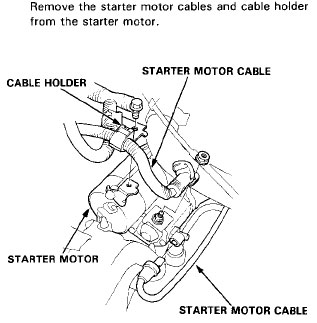 Remove the starter motor cables and cable holder
from the starter motor.
STARTER MOTOR CABLE
CABLE HOLDER
STARTER MOTOR
STARTER MOTOR CABLE